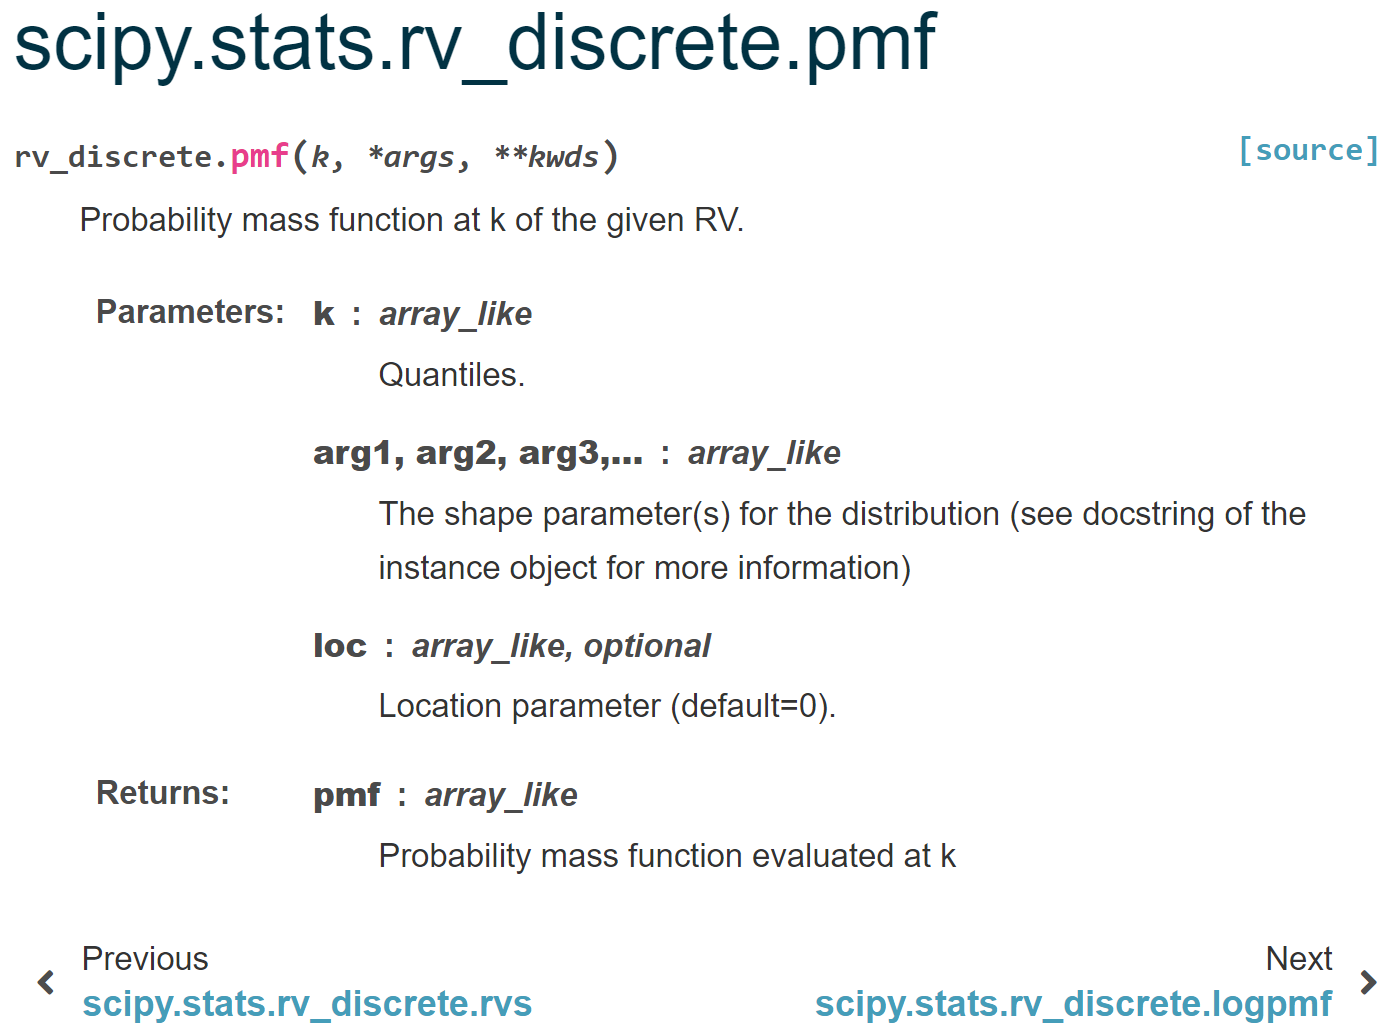 scipy.stats.rv_discrete.pmf
rv_discrete.pmf(k, *args, **kwds) [source]
Probability mass function at k of the given RV.
Parameters: k : array_like
Quantiles.
arg1, arg2, arg3,... : array_like
The shape parameter(s) for the distribution (see docstring of the
instance object for more information)
loc : array_like, optional
Location parameter (default=0).
Returns: pmf : array_like
Probability mass function evaluated at k
Previous
scipy.stats.rv_discrete.rvs
Next
scipy.stats.rv_discrete.logpmf